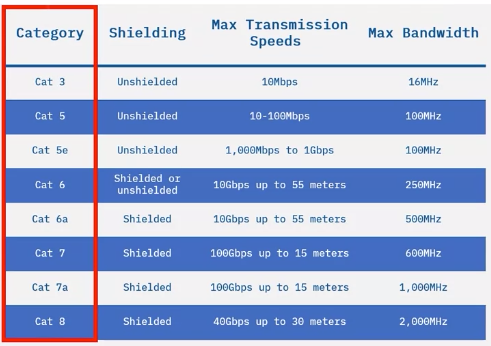 Category Shielding Max Transmission Speeds Max Bandwidth
Cat 3 Unshielded 10Mbps 16MHz
Cat 5 Unshielded 10-100Mbps 100MHz
Cat 5e Unshielded 1,000Mbps to 1Gbps 100MHz
Cat 6 Shielded or unshielded 10Gbps up to 55 meters 250MHz
Cat 6a Shielded 10Gbps up to 55 meters 500MHz
Cat 7 Shielded 100Gbps up to 15 meters 600MHz
Cat 7a Shielded 100Gbps up to 15 meters 1,000MHz
Cat 8 Shielded 40Gbps up to 30 meters 2,000MHz